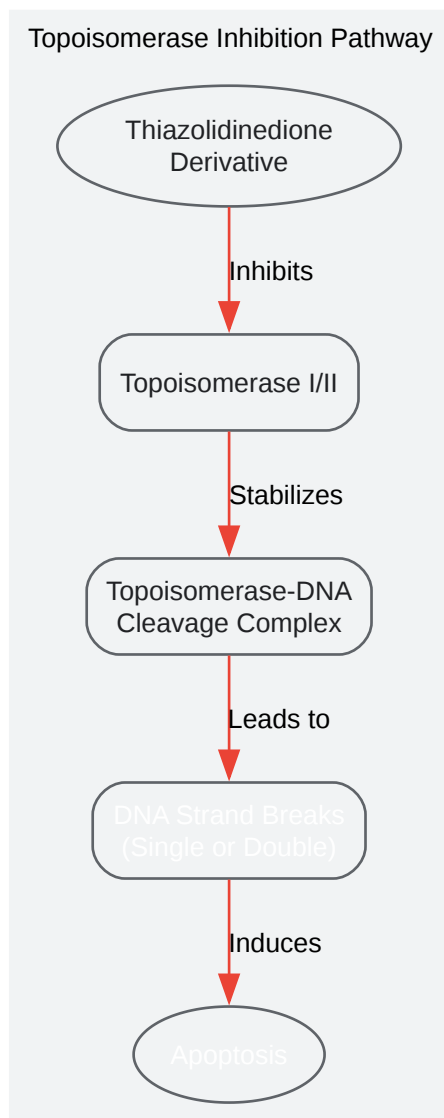 Topoisomerase Inhibition Pathway
Thiazolidinedione
Derivative
Inhibits
Topoisomerase I/II
Stabilizes
Topoisomerase-DNA
Cleavage Complex
Leads to
DNA Strand Breaks
(Single or Double)
Induces
Apoptosis